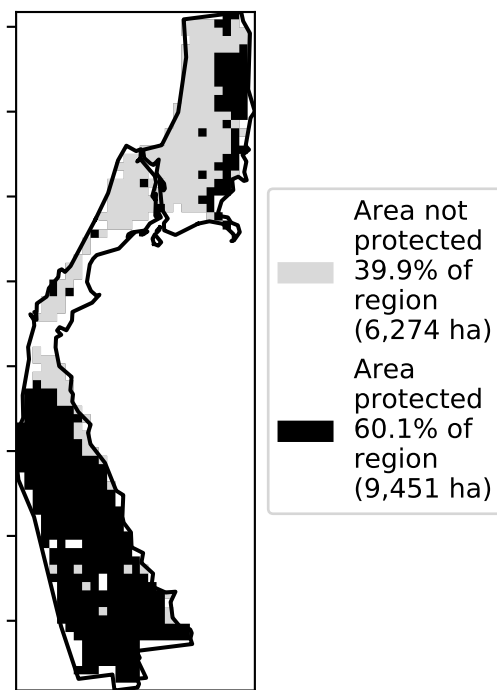 Area not
protected
39.9% of
region
(6,274 ha)
Area
protected
60.1% of
region
(9,451 ha)